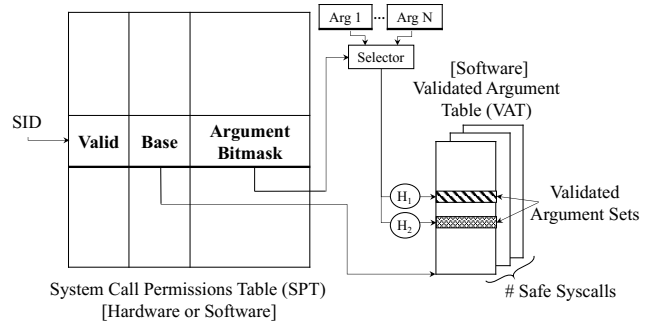 Arg 1 ... Arg N
Selector
[Software]
Validated Argument
Table (VAT)
SID
Valid Base Argument
Bitmask
H1
H2
Validated
Argument Sets
# Safe Syscalls
System Call Permissions Table (SPT)
[Hardware or Software]